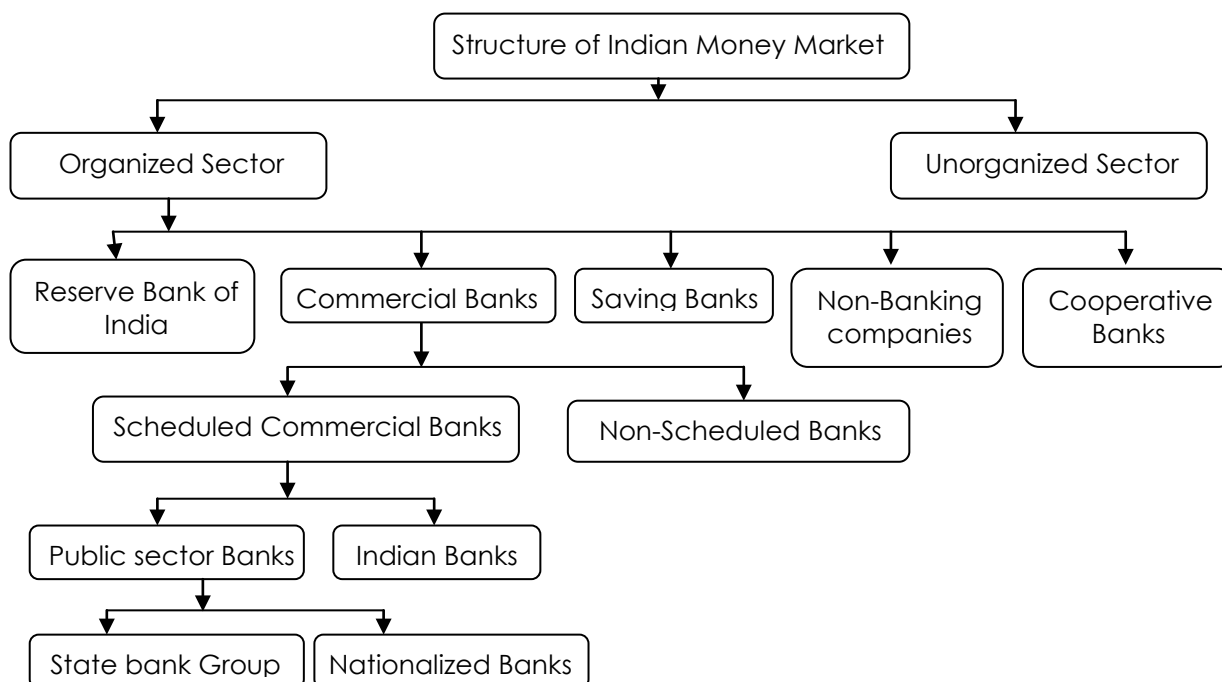 Structure of Indian Money Market
Organized Sector
Unorganized Sector
Reserve Bank of
India
Commercial Banks
Saving Banks
Non-Banking
companies
Cooperative
Banks
Scheduled Commercial Banks
Non-Scheduled Banks
Public sector Banks
Indian Banks
State bank Group
Nationalized Banks